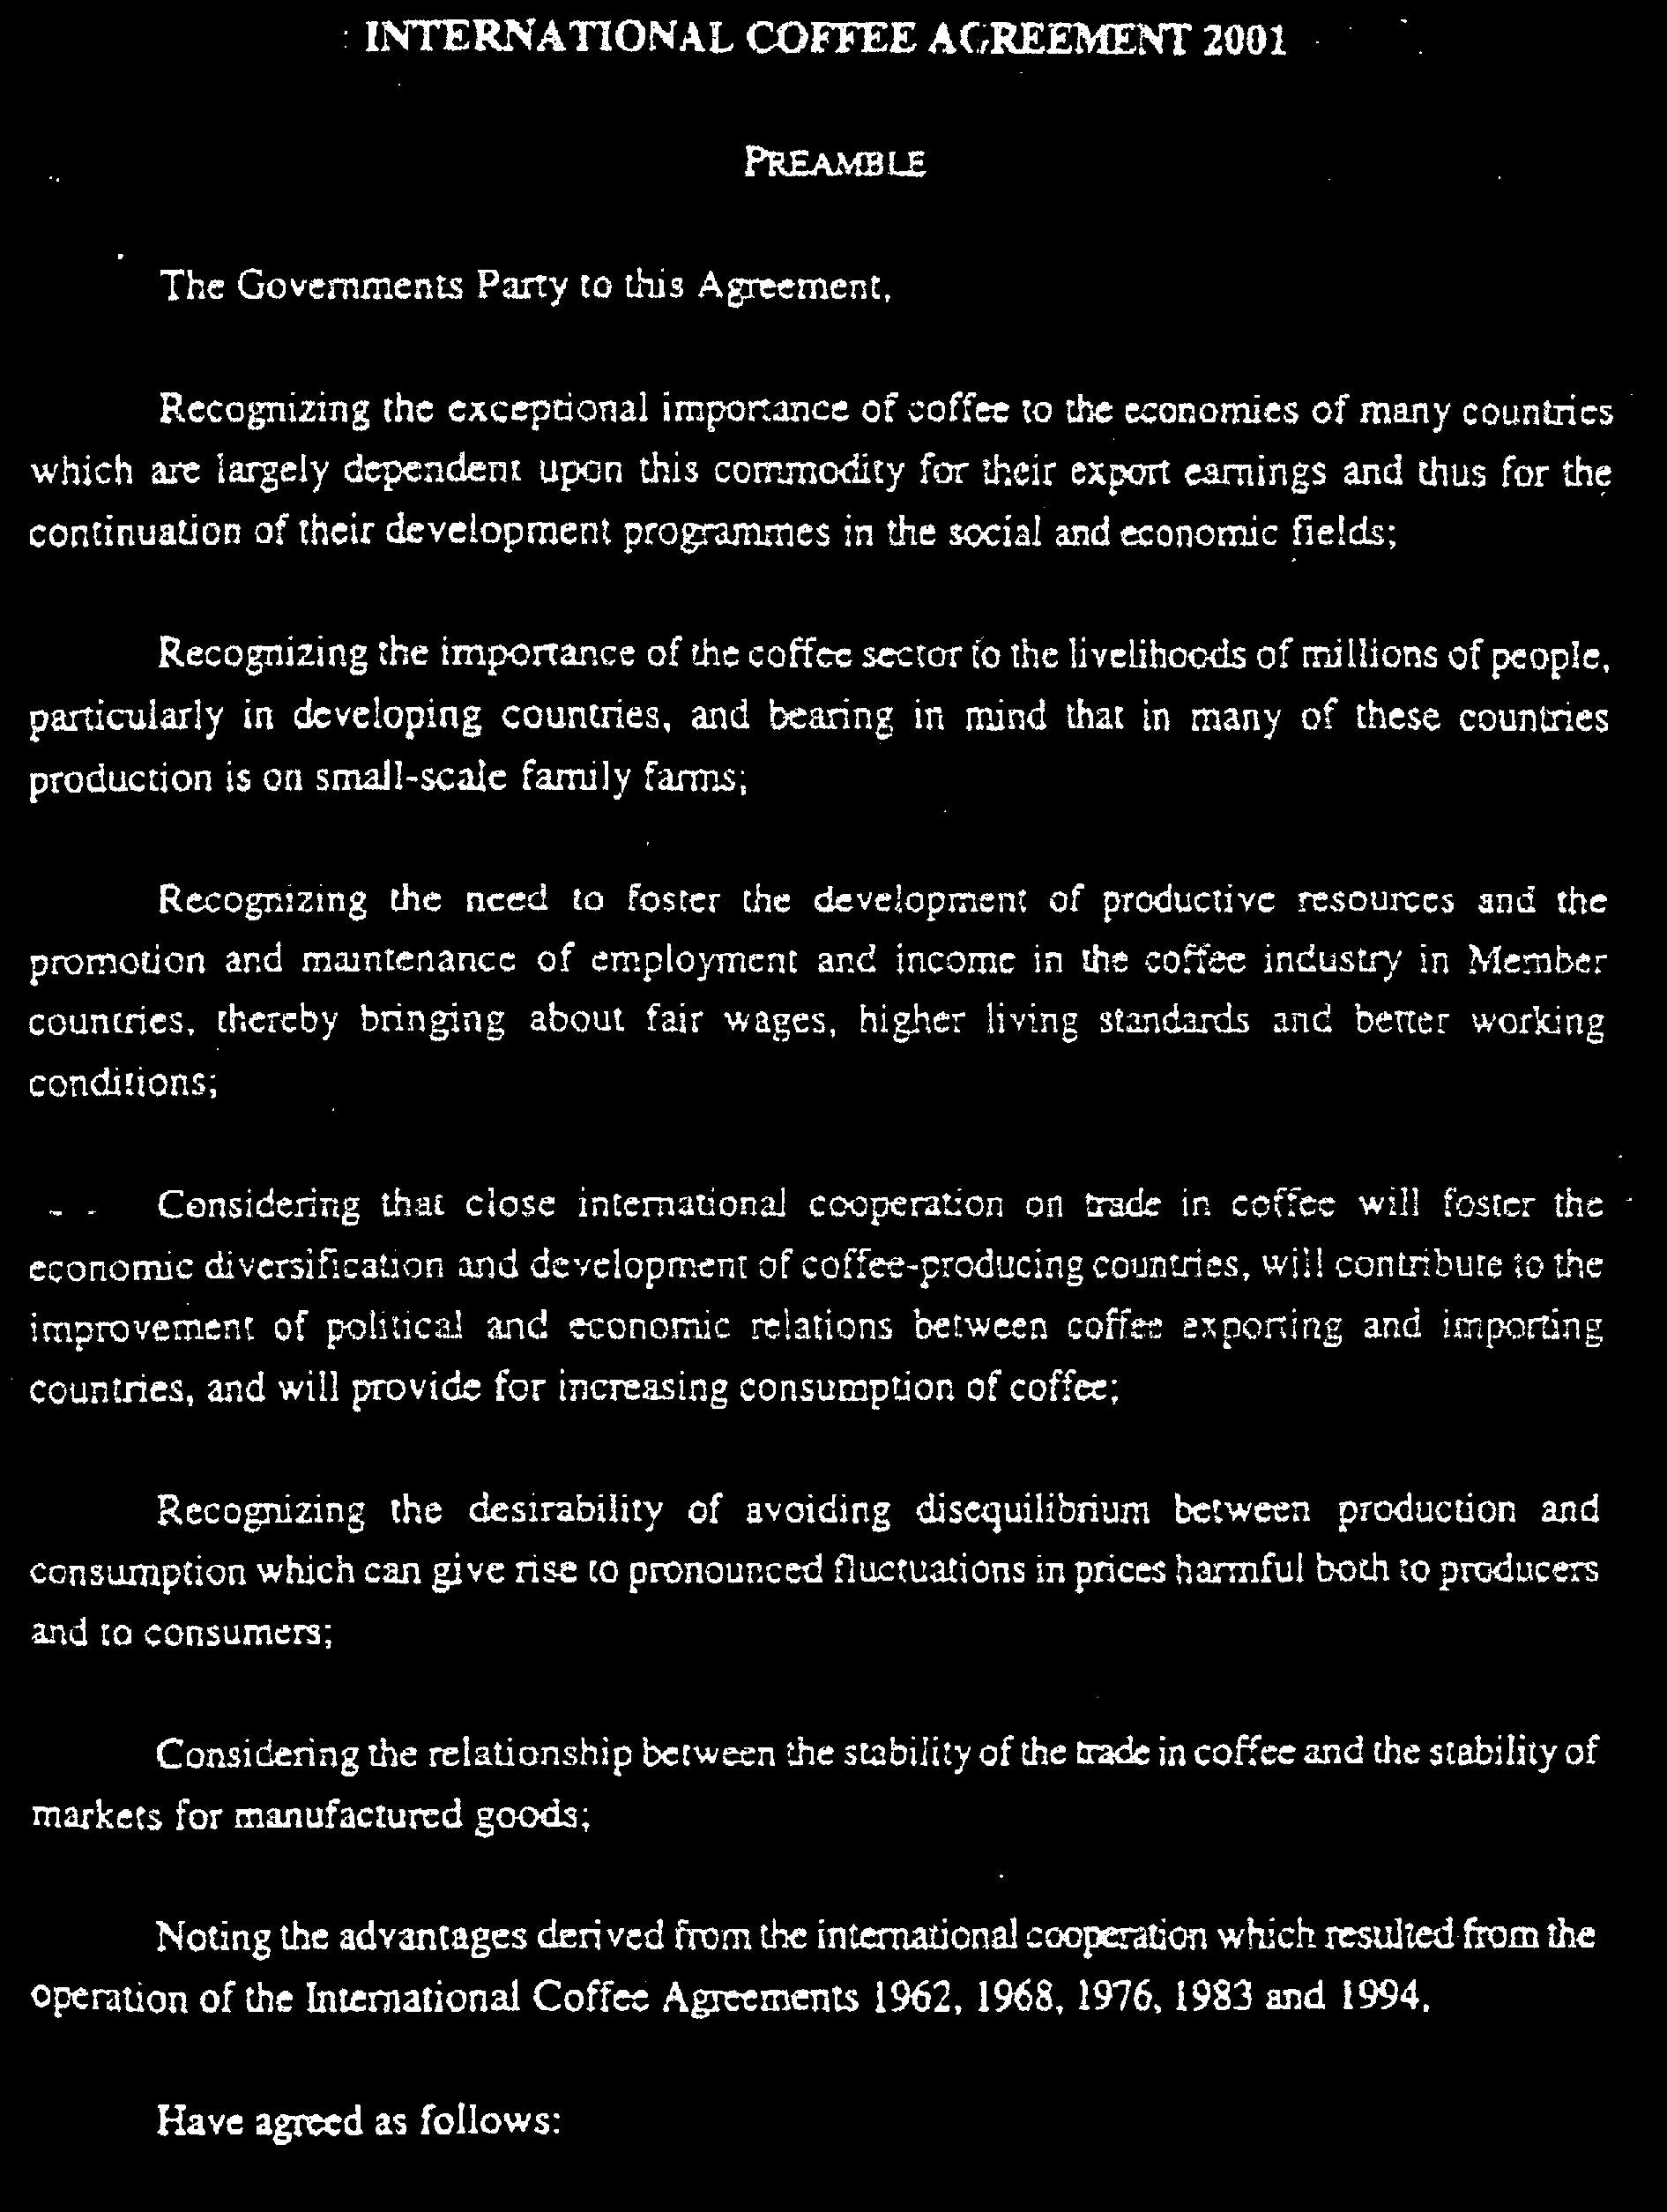 INTERNATIONAL COFFEE AGREEMENT 2001
PREAMBLE
The Governments Party to this Agreement,
Recognizing the exceptional importance of coffee to the economies of many countries
which are largely dependent upon this commodity for their export earnings and thus for the
continuation of their development programmes in the social and economic fields;
Recognizing the importance of the coffee sector to the livelihoods of millions of people,
particularly in developing countries, and bearing in mind that in many of these countries
production is on small-scale family farms;
Recognizing the need to foster the development of productive resources and the
promotion and maintenance of employment and income in the coffee industry in Member
countries, thereby bringing about fair wages, higher living standards and better working
conditions;
Considering that close international cooperation on trade in coffee will foster the
economic diversification and development of coffee-producing countries, will contribute to the
improvement of political and economic relations between coffee exporting and importing
countries, and will provide for increasing consumption of coffee;
Recognizing the desirability of avoiding disequilibrium between production and
consumption which can give rise to pronounced fluctuations in prices harmful both to producers
and to consumers;
Considering the relationship between the stability of the trade in coffee and the stability of
markets for manufactured goods;
Noting the advantages derived from the international cooperation which resulted from the
operation of the International Coffee Agreements 1962, 1968, 1976, 1983 and 1994,
Have agreed as follows: